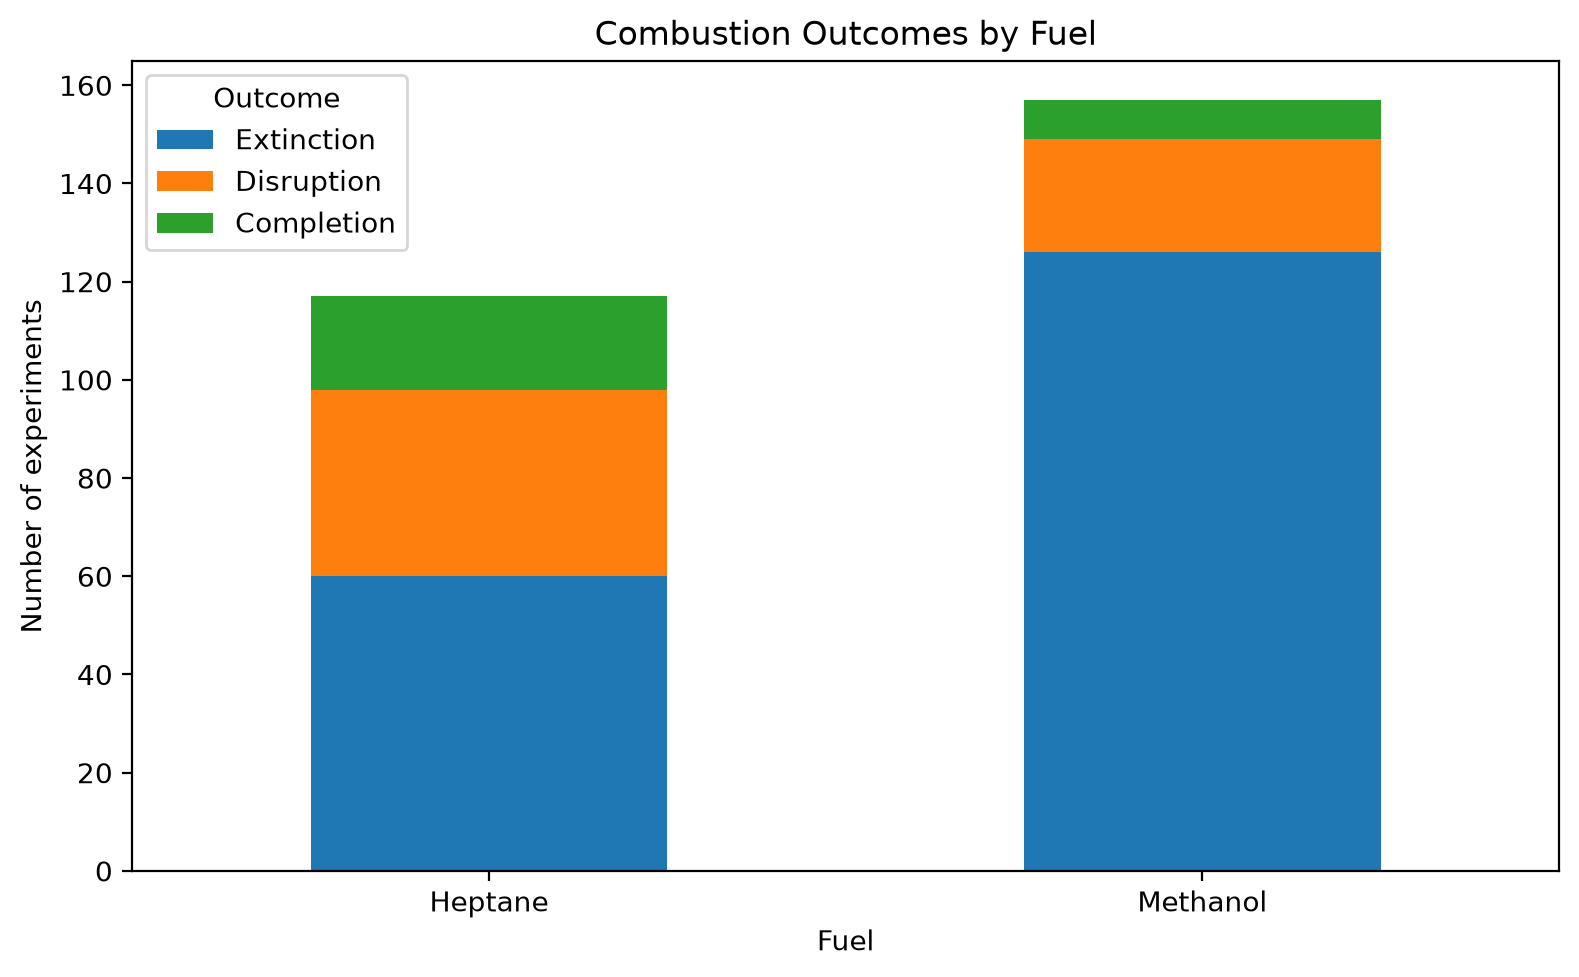 Combustion Outcomes by Fuel
Outcome
Extinction
Disruption
Completion
Number of experiments
160
140
120
100
80
60
40
20
0
Heptane
Methanol
Fuel